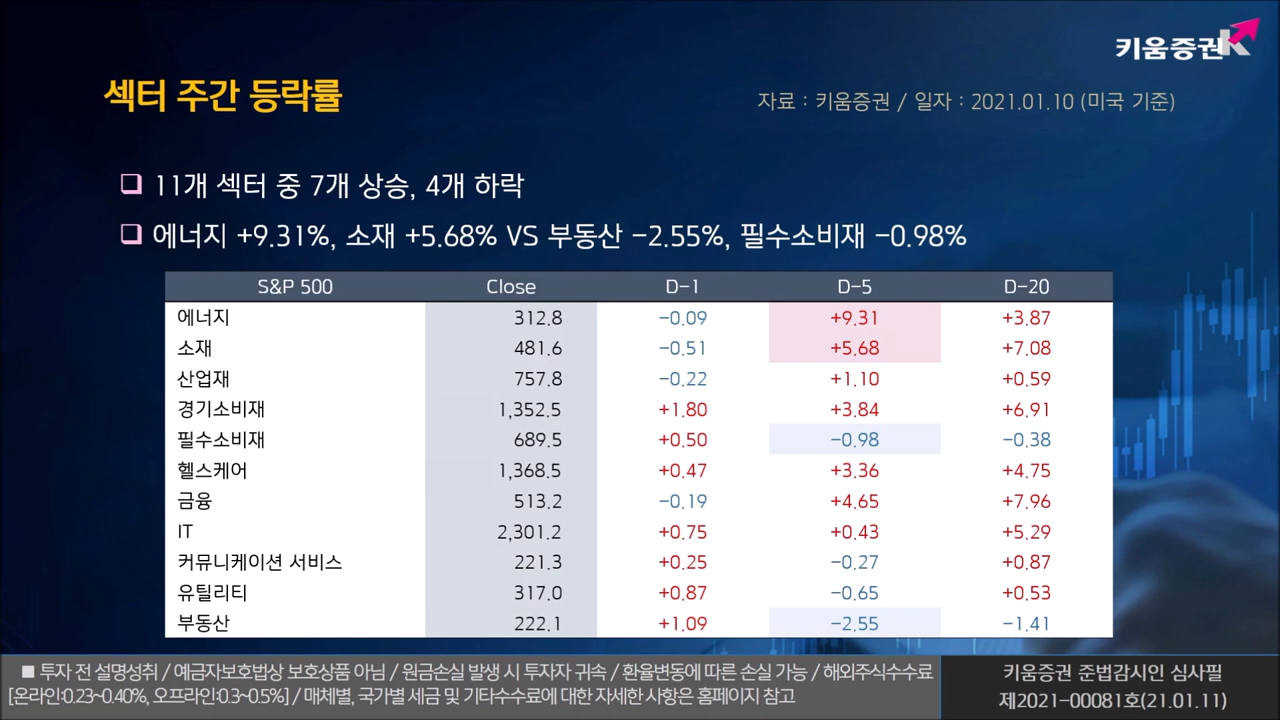 키움증권
섹터 주간 등락률
자료 : 키움증권 / 일자 : 2021.01.10 (미국 기준)
❑ 11개 섹터 중 7개 상승, 4개 하락
❑ 에너지 +9.31%, 소재 +5.68% VS 부동산 -2.55%, 필수소비재 -0.98%
S&P 500 Close D-1 D-5 D-20
에너지 312.8 -0.09 +9.31 +3.87
소재 481.6 -0.51 +5.68 +7.08
산업재 757.8 -0.22 +1.10 +0.59
경기소비재 1,352.5 +1.80 +3.84 +6.91
필수소비재 689.5 +0.50 -0.98 -0.38
헬스케어 1,368.5 +0.47 +3.36 +4.75
금융 513.2 -0.19 +4.65 +7.96
IT 2,301.2 +0.75 +0.43 +5.29
커뮤니케이션 서비스 221.3 +0.25 -0.27 +0.87
유틸리티 317.0 +0.87 -0.65 +0.53
부동산 222.1 +1.09 -2.55 -1.41
■ 투자 전 설명성취 / 예금자보호법상 보호상품 아님 / 원금손실 발생 시 투자자 귀속 / 환율변동에 따른 손실 가능 / 해외주식수수료
[온라인:0.23~0.40%, 오프라인:0.3~0.5%] / 매체별, 국가별 세금 및 기타수수료에 대한 자세한 사항은 홈페이지 참고
키움증권 준법감시인 심사필
제2021-00081호(21.01.11)